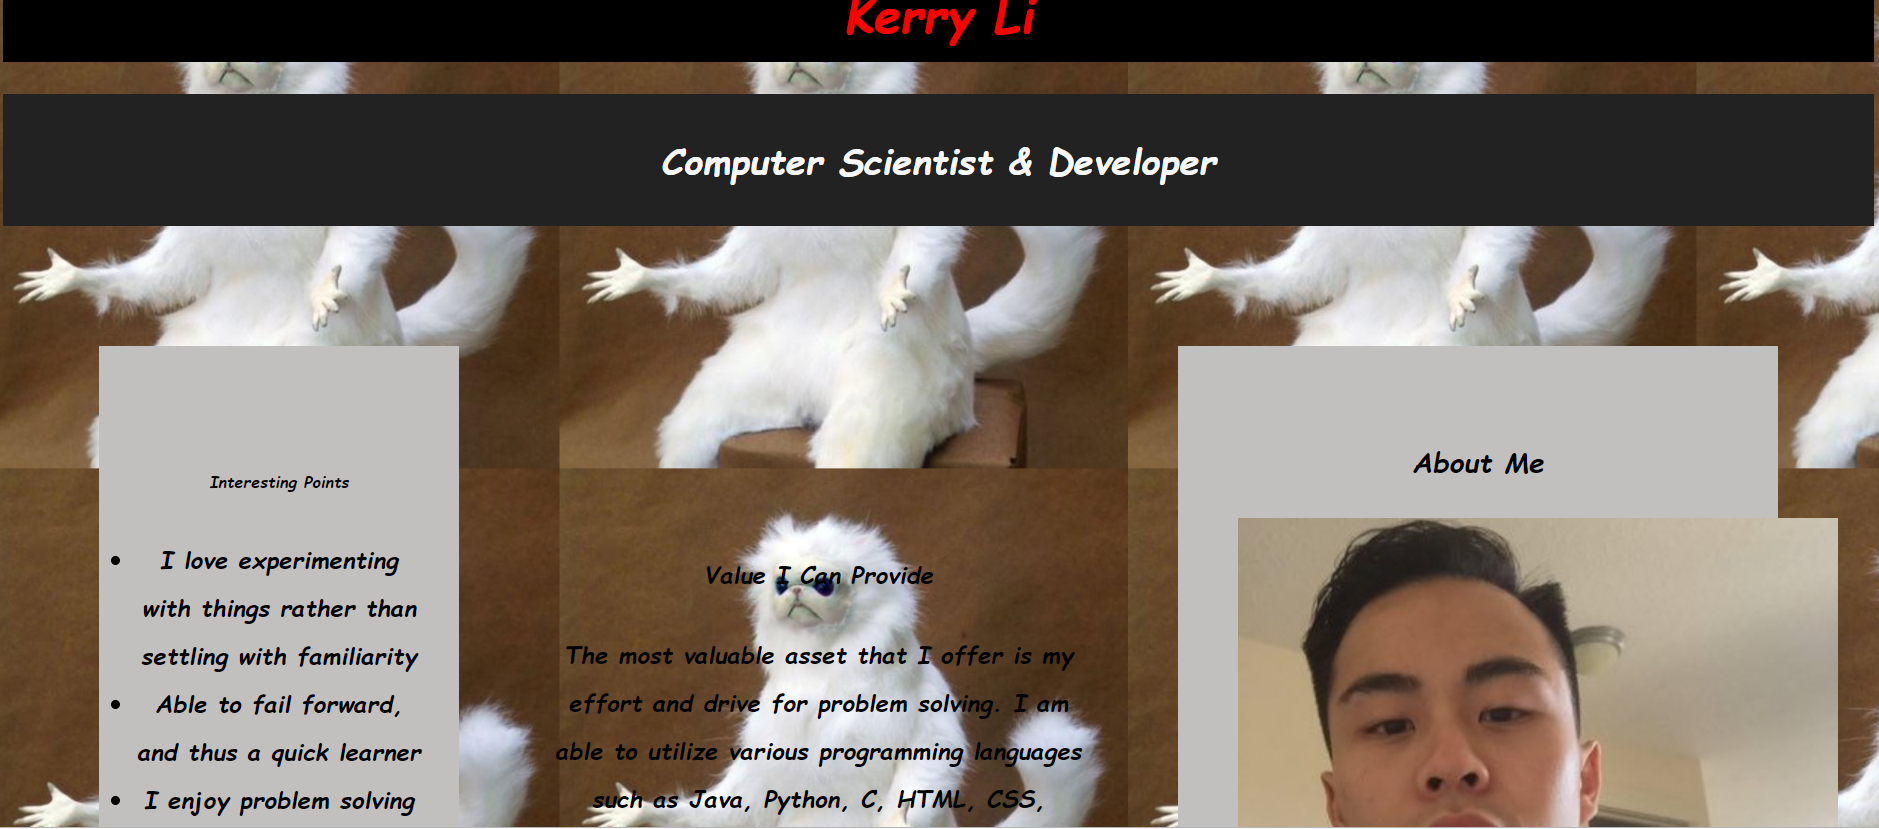 Kerry Li
Computer Scientist & Developer
Interesting Points
I love experimenting
with things rather than
settling with familiarity
Able to fail forward,
and thus a quick learner
I enjoy problem solving
Value I Can Provide
The most valuable asset that I offer is my
effort and drive for problem solving. I am
able to utilize various programming languages
such as Java, Python, C, HTML, CSS,
About Me